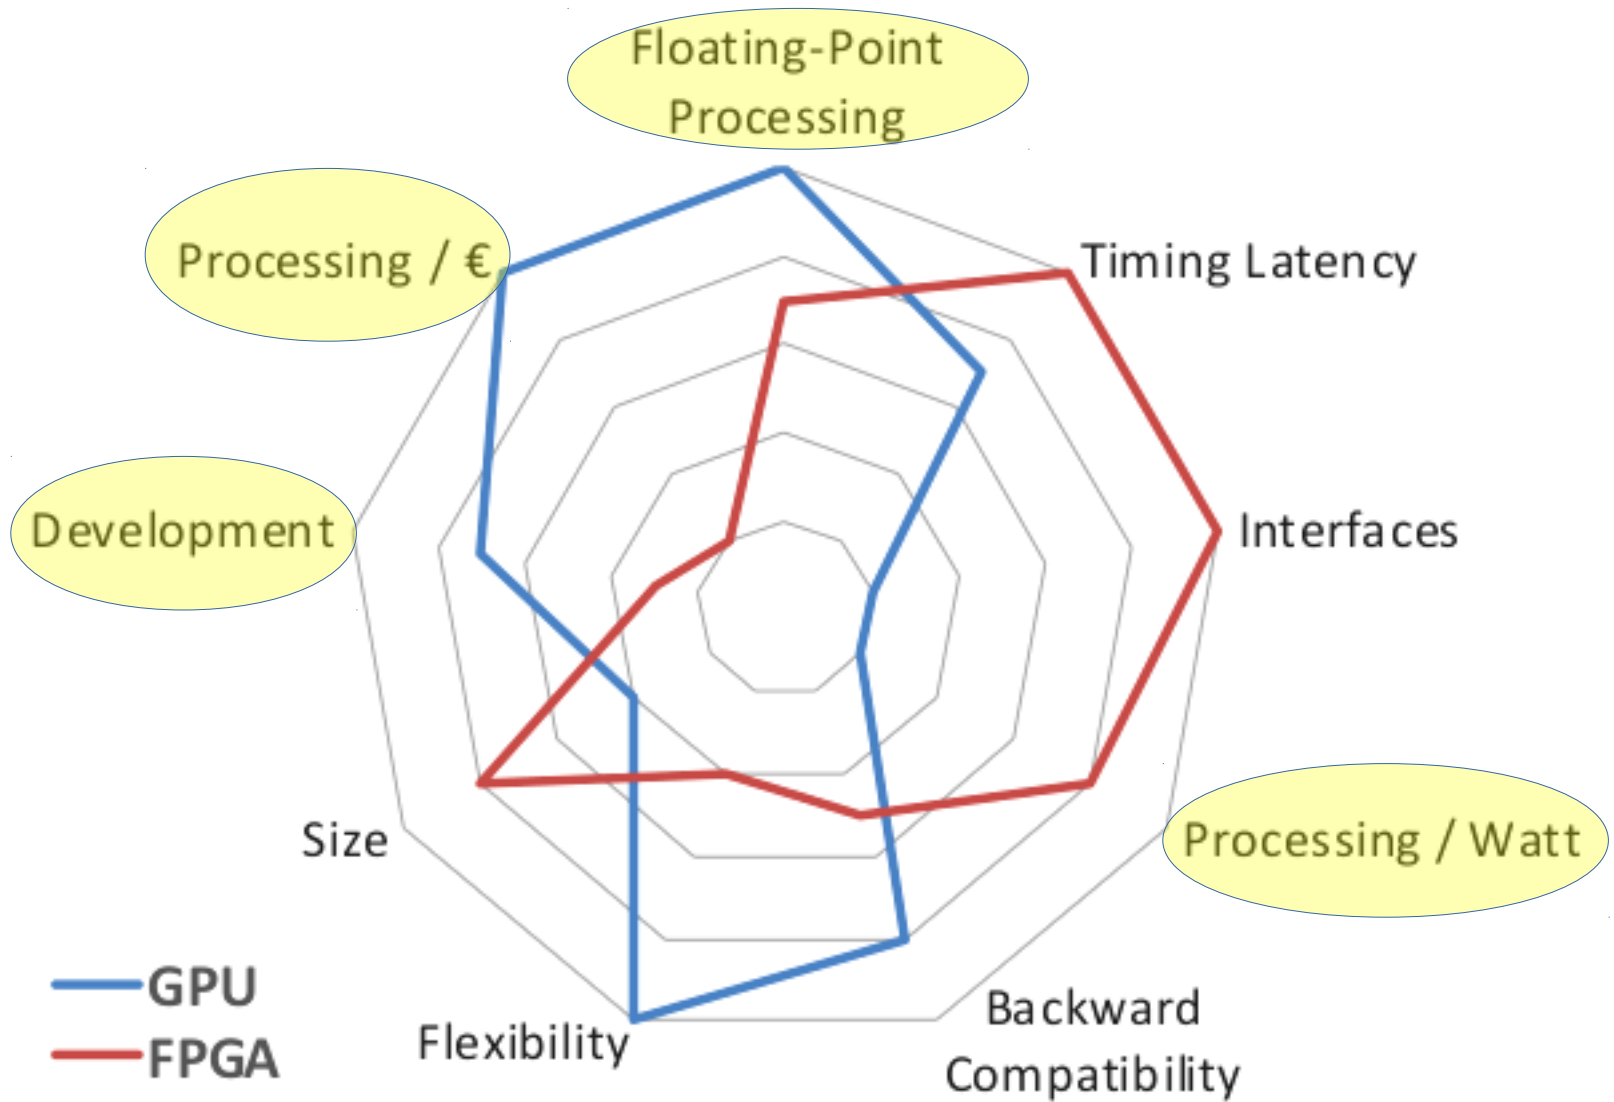 Floating-Point
Processing
Processing / €
Timing Latency
Development
Interfaces
Size
Processing / Watt
GPU
FPGA
Flexibility
Backward
Compatibility